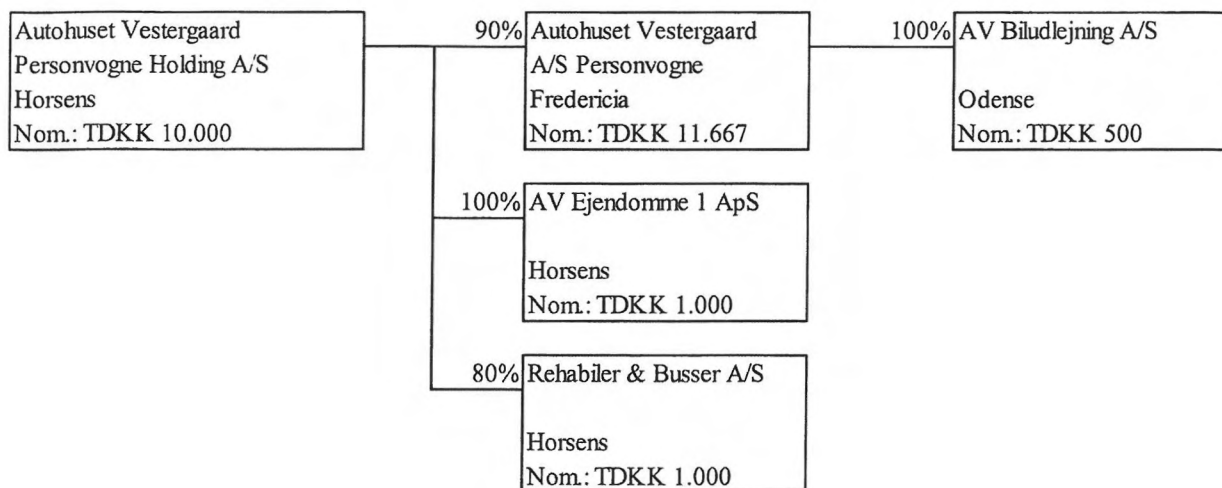 Autohuset Vestergaard
Personvogne Holding A/S
Horsens
Nom.: TDKK 10.000
90%
Autohuset Vestergaard
A/S Personvogne
Fredericia
Nom.: TDKK 11.667
100%
AV Biludlejning A/S
Odense
Nom.: TDKK 500
100%
AV Ejendomme 1 ApS
Horsens
Nom.: TDKK 1.000
80%
Rehabiler & Busser A/S
Horsens
Nom.: TDKK 1.000